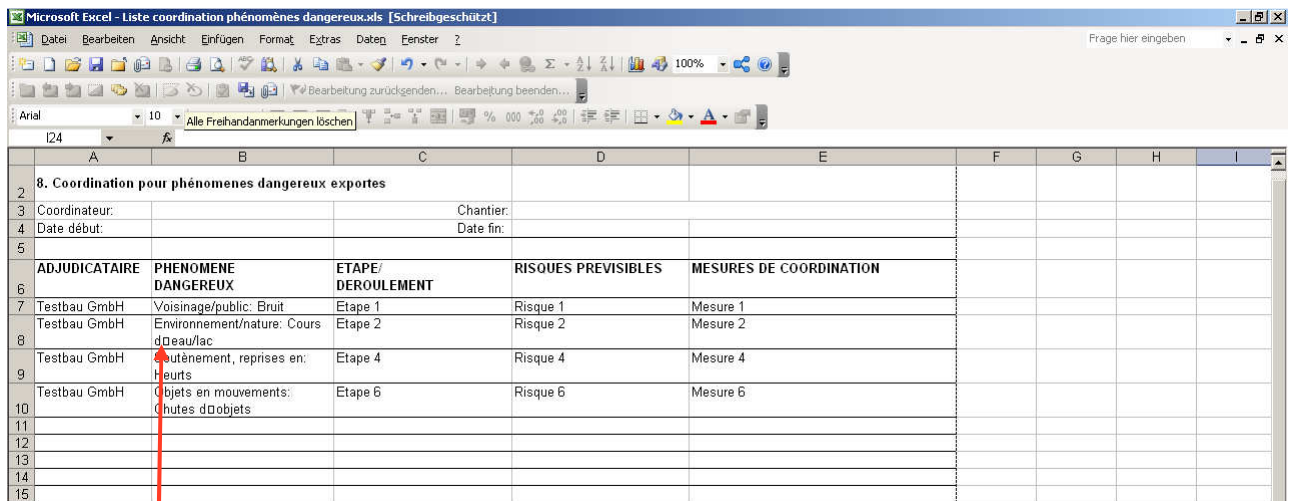 Microsoft Excel - Liste coordination phénomènes dangereux.xls [Schreibgeschützt]
Datei Bearbeiten Ansicht Einfügen Format Extras Daten Fenster ? Frage hier eingeben
100%
Bearbeitung zurücksenden... Bearbeitung beenden...
Arial 10 % 000
Alle Freihandanmerkungen löschen
I24 fx
A B C D E F G H I
2 8. Coordination pour phénomenes dangereux exportes
3 Coordinateur: Chantier:
4 Date début: Date fin:
5
6 ADJUDICATAIRE PHENOMENE DANGEREUX ETAPE/ DEROULEMENT RISQUES PREVISIBLES MESURES DE COORDINATION
7 Testbau GmbH Voisinage/public: Bruit Etape 1 Risque 1 Mesure 1
8 Testbau GmbH Environnement/nature: Cours d▯eau/lac Etape 2 Risque 2 Mesure 2
9 Testbau GmbH Soutènement, reprises en: Heurts Etape 4 Risque 4 Mesure 4
10 Testbau GmbH Objets en mouvements: Chutes d▯objets Etape 6 Risque 6 Mesure 6
11
12
13
14
15